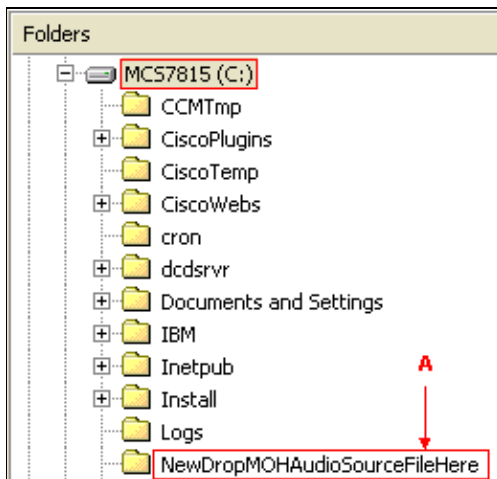 Folders
MCS7815 (C:)
CCMTmp
CiscoPlugins
CiscoTemp
CiscoWebs
cron
dcdsrvr
Documents and Settings
IBM
Inetpub
A
Install
Logs
NewDropMOHAudioSourceFileHere